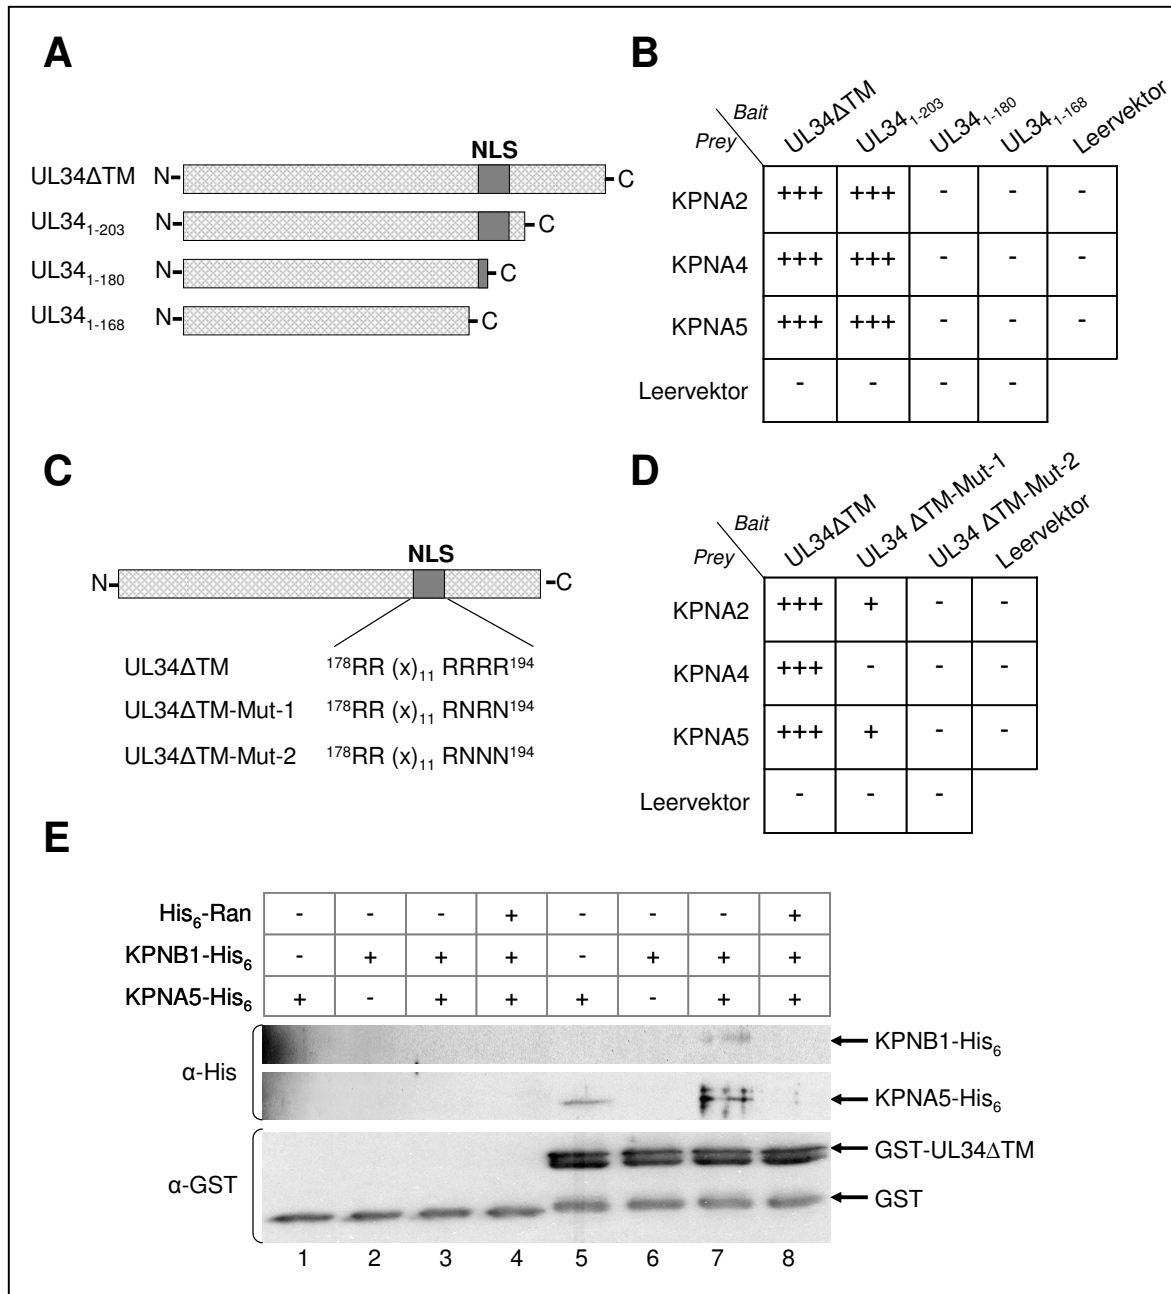 A
NLS
UL34ΔTM N C
UL34₁₋₂₀₃ N C
UL34₁₋₁₈₀ N C
UL34₁₋₁₆₈ N C
B
Bait
Prey
UL34ΔTM UL34₁₋₂₀₃ UL34₁₋₁₈₀ UL34₁₋₁₆₈ Leervektor
KPNA2 +++ +++ - - -
KPNA4 +++ +++ - - -
KPNA5 +++ +++ - - -
Leervektor - - - -
C
NLS
N C
UL34ΔTM ¹⁷⁸RR (x)₁₁ RRRR¹⁹⁴
UL34ΔTM-Mut-1 ¹⁷⁸RR (x)₁₁ RNRN¹⁹⁴
UL34ΔTM-Mut-2 ¹⁷⁸RR (x)₁₁ RNNN¹⁹⁴
D
Bait
Prey
UL34ΔTM UL34 ΔTM-Mut-1 UL34 ΔTM-Mut-2 Leervektor
KPNA2 +++ + - -
KPNA4 +++ - - -
KPNA5 +++ + - -
Leervektor - - -
E
His₆-Ran - - - + - - - +
KPNB1-His₆ - + + + - + + +
KPNA5-His₆ + - + + + - + +
α-His
KPNB1-His₆
KPNA5-His₆
α-GST
GST-UL34ΔTM
GST
1 2 3 4 5 6 7 8